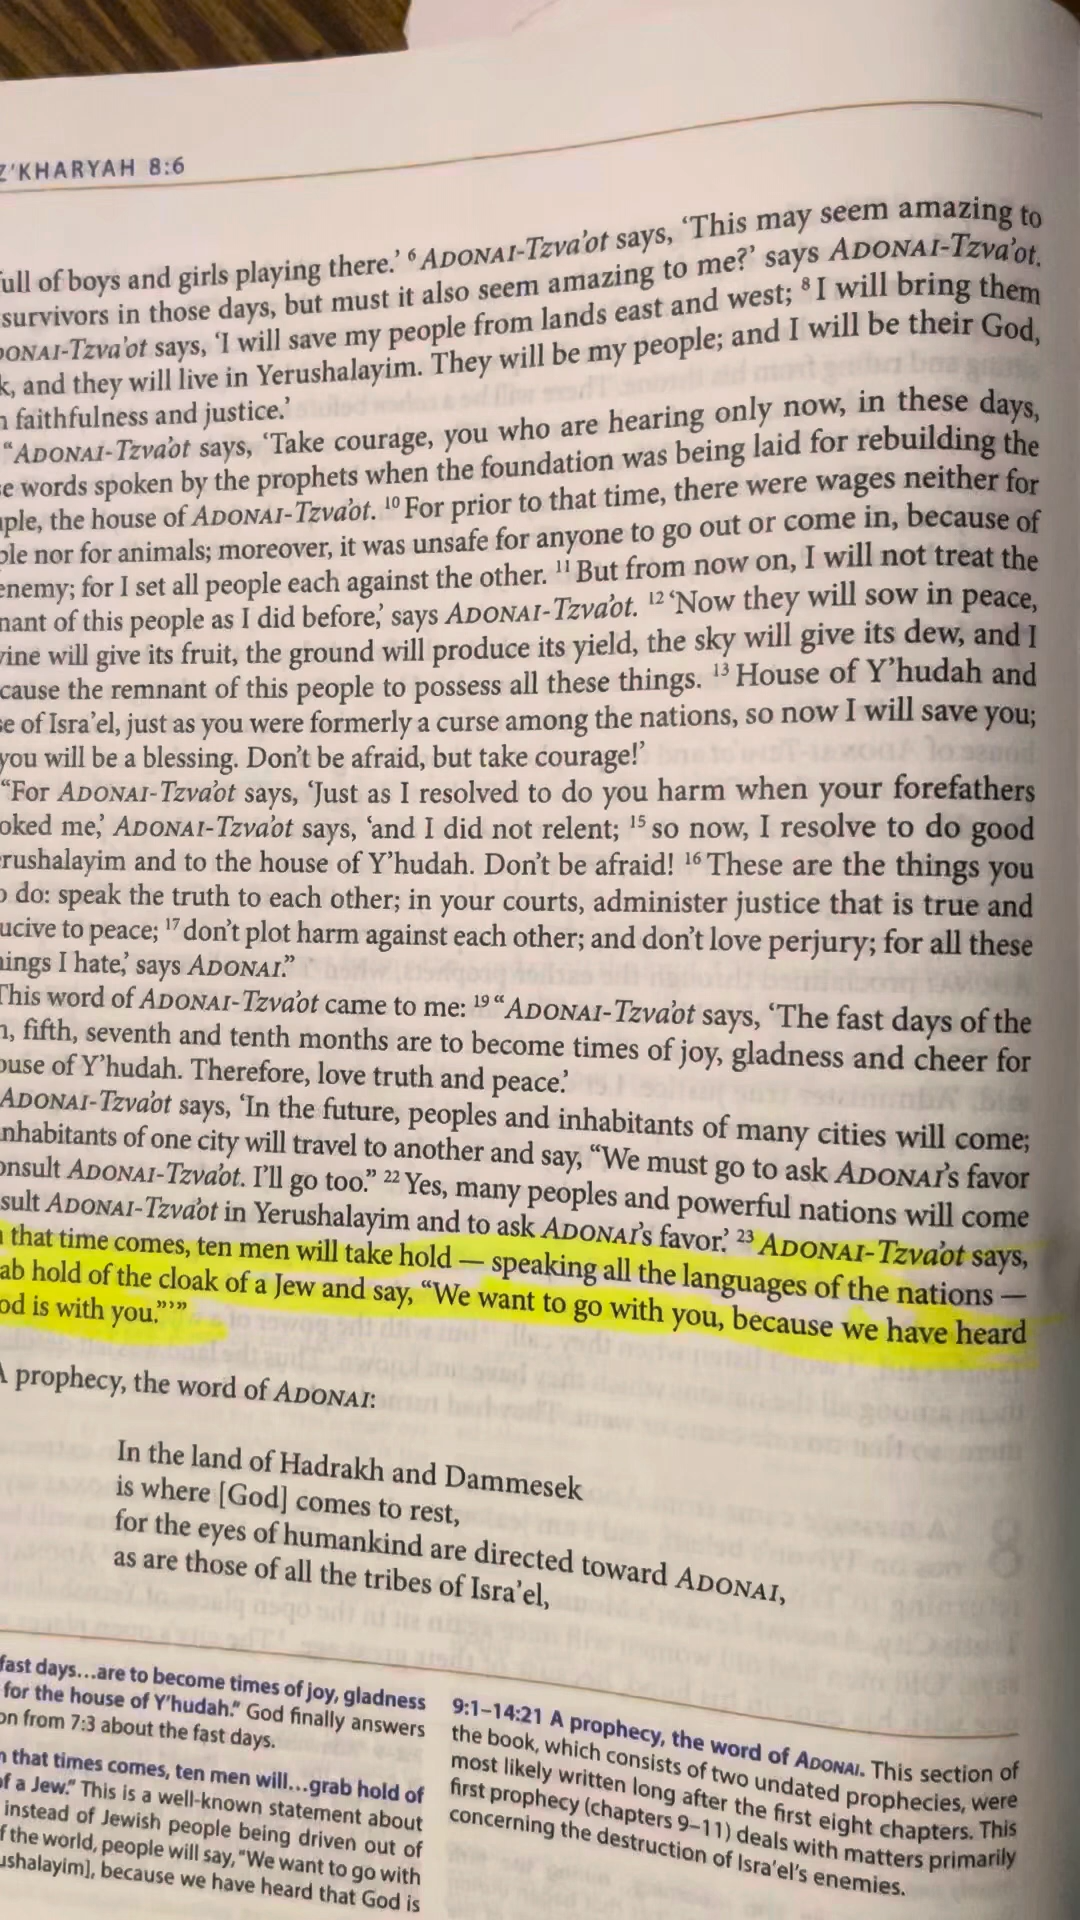 Z'KHARYAH 8:6
full of boys and girls playing there.' 6 ADONAI-Tzva'ot says, 'This may seem amazing to
survivors in those days, but must it also seem amazing to me?' says ADONAI-Tzva'ot.
ONAI-Tzva'ot says, 'I will save my people from lands east and west; 8 I will bring them
k, and they will live in Yerushalayim. They will be my people; and I will be their God,
n faithfulness and justice.'
"ADONAI-Tzva'ot says, 'Take courage, you who are hearing only now, in these days,
e words spoken by the prophets when the foundation was being laid for rebuilding the
ple, the house of ADONAI-Tzva'ot. 10 For prior to that time, there were wages neither for
ple nor for animals; moreover, it was unsafe for anyone to go out or come in, because of
enemy; for I set all people each against the other. 11 But from now on, I will not treat the
nant of this people as I did before,' says ADONAI-Tzva'ot. 12 'Now they will sow in peace,
vine will give its fruit, the ground will produce its yield, the sky will give its dew, and I
cause the remnant of this people to possess all these things. 13 House of Y'hudah and
se of Isra'el, just as you were formerly a curse among the nations, so now I will save you;
you will be a blessing. Don't be afraid, but take courage!'
"For ADONAI-Tzva'ot says, 'Just as I resolved to do you harm when your forefathers
oked me,' ADONAI-Tzva'ot says, 'and I did not relent; 15 so now, I resolve to do good
rushalayim and to the house of Y'hudah. Don't be afraid! 16 These are the things you
o do: speak the truth to each other; in your courts, administer justice that is true and
ucive to peace; 17 don't plot harm against each other; and don't love perjury; for all these
ings I hate,' says ADONAI."
This word of ADONAI-Tzva'ot came to me: 19 "ADONAI-Tzva'ot says, 'The fast days of the
h, fifth, seventh and tenth months are to become times of joy, gladness and cheer for
ouse of Y'hudah. Therefore, love truth and peace.'
ADONAI-Tzva'ot says, 'In the future, peoples and inhabitants of many cities will come;
nhabitants of one city will travel to another and say, "We must go to ask ADONAI's favor
onsult ADONAI-Tzva'ot. I'll go too." 22 Yes, many peoples and powerful nations will come
sult ADONAI-Tzva'ot in Yerushalayim and to ask ADONAI's favor.' 23 ADONAI-Tzva'ot says,
n that time comes, ten men will take hold — speaking all the languages of the nations —
ab hold of the cloak of a Jew and say, "We want to go with you, because we have heard
od is with you."'"
A prophecy, the word of ADONAI:
In the land of Hadrakh and Dammesek
is where [God] comes to rest,
for the eyes of humankind are directed toward ADONAI,
as are those of all the tribes of Isra'el,
fast days...are to become times of joy, gladness
for the house of Y'hudah." God finally answers
on from 7:3 about the fast days.
n that times comes, ten men will...grab hold of
of a Jew." This is a well-known statement about
instead of Jewish people being driven out of
f the world, people will say, "We want to go with
ushalayim], because we have heard that God is
9:1–14:21 A prophecy, the word of ADONAI. This section of
the book, which consists of two undated prophecies, were
most likely written long after the first eight chapters. This
first prophecy (chapters 9–11) deals with matters primarily
concerning the destruction of Isra'el's enemies.